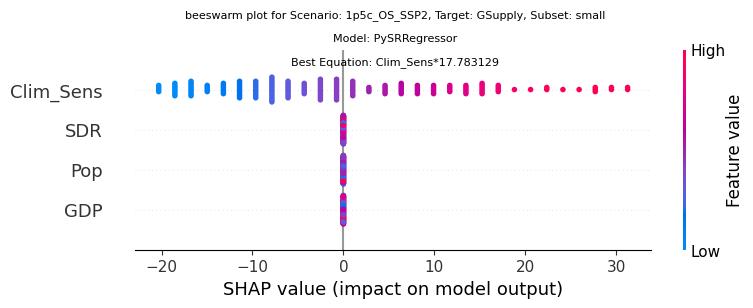 beeswarm plot for Scenario: 1p5c_OS_SSP2, Target: GSupply, Subset: small
Model: PySRRegressor
Best Equation: Clim_Sens*17.783129
High
Clim_Sens
SDR
Pop
GDP
Feature value
Low
−20
−10
0
10
20
30
SHAP value (impact on model output)